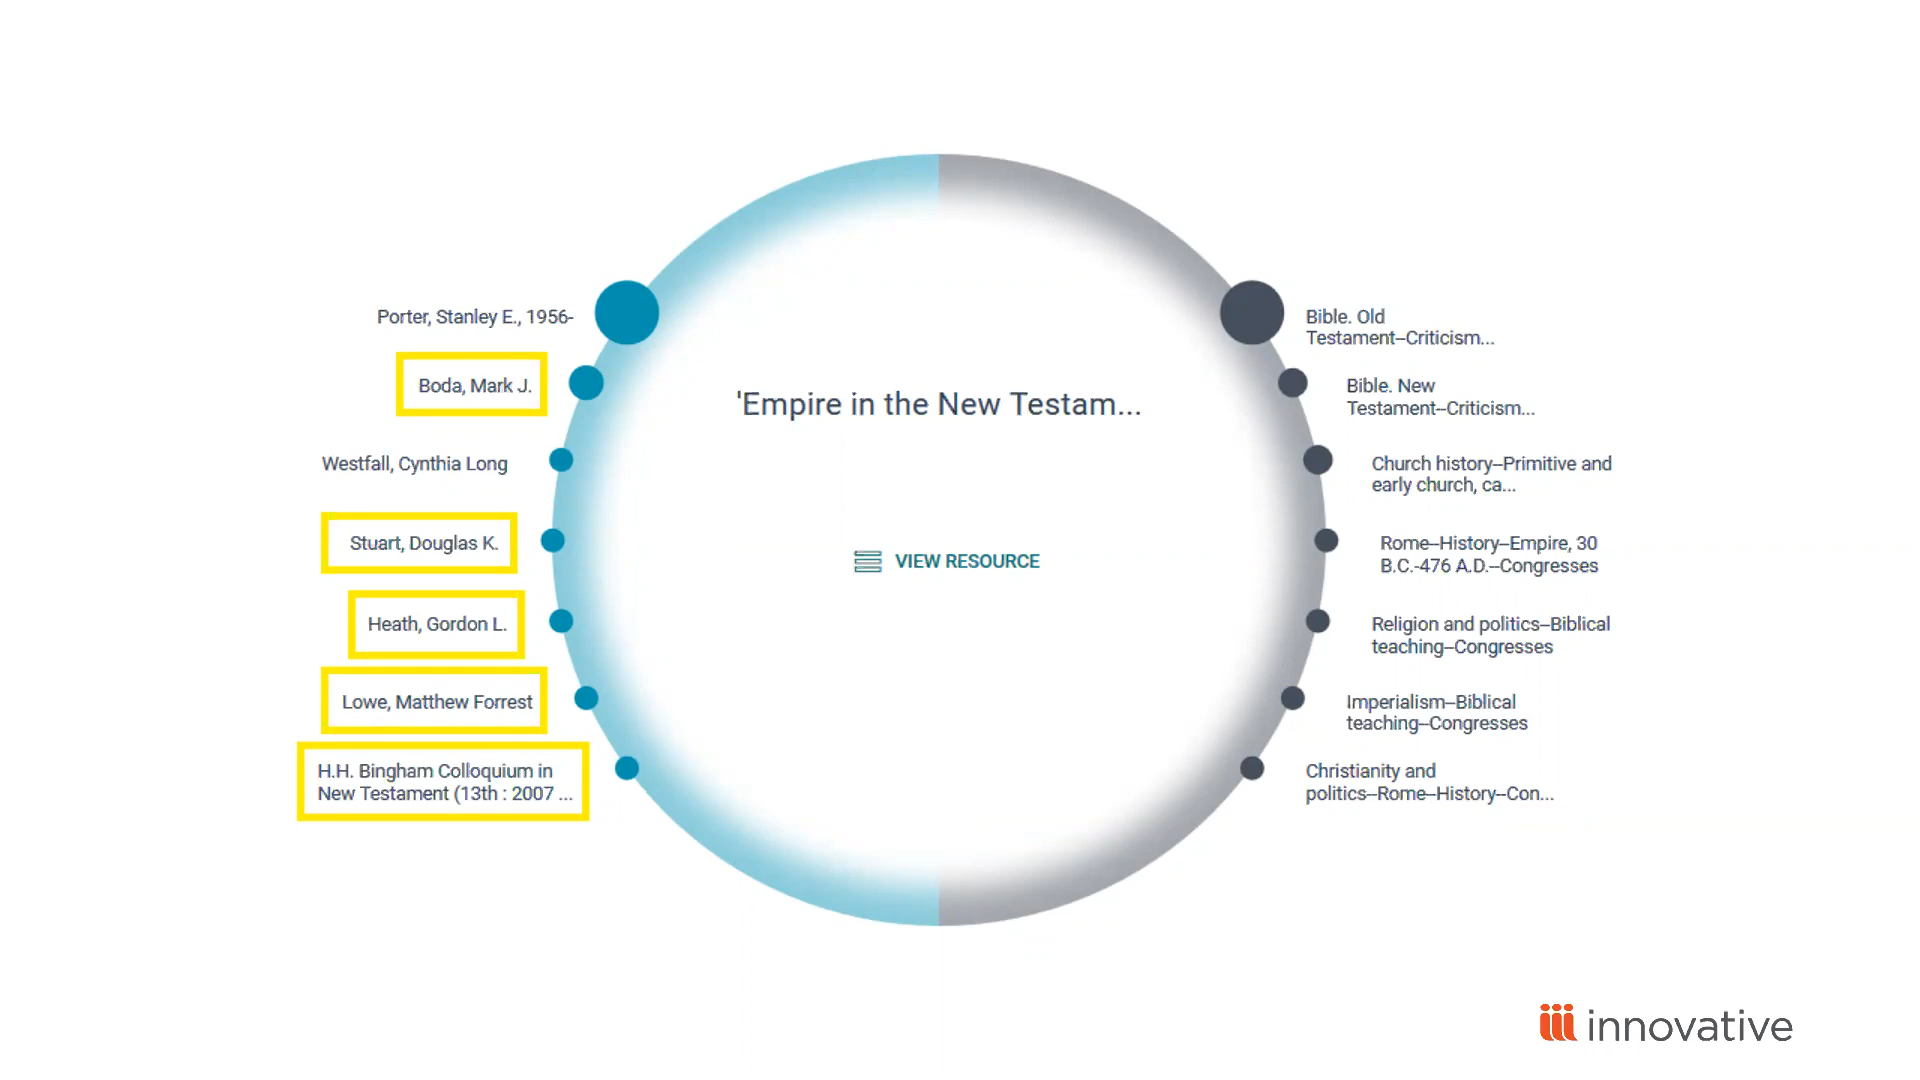 Porter, Stanley E., 1956-
Boda, Mark J.
Westfall, Cynthia Long
Stuart, Douglas K.
Heath, Gordon L.
Lowe, Matthew Forrest
H.H. Bingham Colloquium in
New Testament (13th : 2007 ...
'Empire in the New Testam...
VIEW RESOURCE
Bible. Old
Testament--Criticism...
Bible. New
Testament--Criticism...
Church history--Primitive and
early church, ca...
Rome--History--Empire, 30
B.C.-476 A.D.--Congresses
Religion and politics--Biblical
teaching--Congresses
Imperialism--Biblical
teaching--Congresses
Christianity and
politics--Rome--History--Con...
innovative